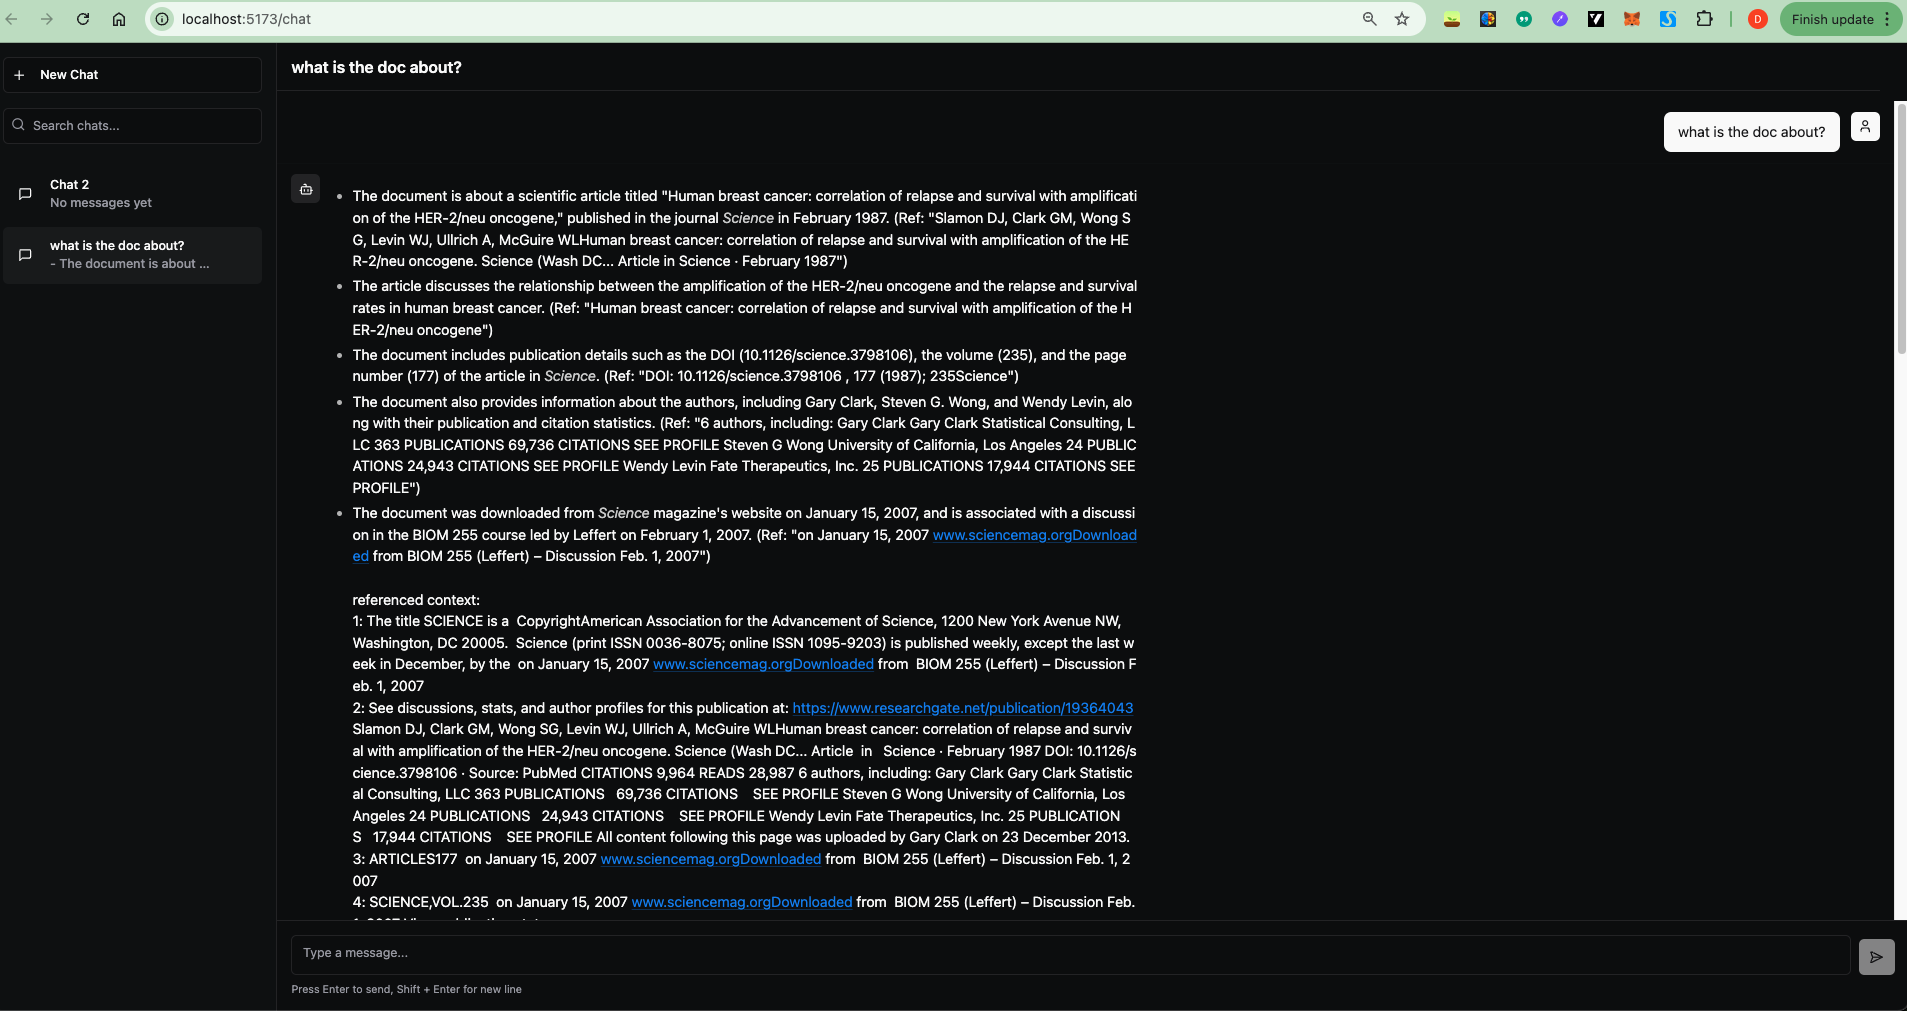 localhost:5173/chat
D
Finish update
New Chat
what is the doc about?
Search chats...
what is the doc about?
Chat 2
No messages yet
what is the doc about?
- The document is about ...
The document is about a scientific article titled "Human breast cancer: correlation of relapse and survival with amplificati
on of the HER-2/neu oncogene," published in the journal Science in February 1987. (Ref: "Slamon DJ, Clark GM, Wong S
G, Levin WJ, Ullrich A, McGuire WLHuman breast cancer: correlation of relapse and survival with amplification of the HE
R-2/neu oncogene. Science (Wash DC... Article in Science · February 1987")
The article discusses the relationship between the amplification of the HER-2/neu oncogene and the relapse and survival
rates in human breast cancer. (Ref: "Human breast cancer: correlation of relapse and survival with amplification of the H
ER-2/neu oncogene")
The document includes publication details such as the DOI (10.1126/science.3798106), the volume (235), and the page
number (177) of the article in Science. (Ref: "DOI: 10.1126/science.3798106 , 177 (1987); 235Science")
The document also provides information about the authors, including Gary Clark, Steven G. Wong, and Wendy Levin, alo
ng with their publication and citation statistics. (Ref: "6 authors, including: Gary Clark Gary Clark Statistical Consulting, L
LC 363 PUBLICATIONS 69,736 CITATIONS SEE PROFILE Steven G Wong University of California, Los Angeles 24 PUBLIC
ATIONS 24,943 CITATIONS SEE PROFILE Wendy Levin Fate Therapeutics, Inc. 25 PUBLICATIONS 17,944 CITATIONS SEE
PROFILE")
The document was downloaded from Science magazine's website on January 15, 2007, and is associated with a discussi
on in the BIOM 255 course led by Leffert on February 1, 2007. (Ref: "on January 15, 2007 www.sciencemag.orgDownload
ed from BIOM 255 (Leffert) – Discussion Feb. 1, 2007")
referenced context:
1: The title SCIENCE is a  CopyrightAmerican Association for the Advancement of Science, 1200 New York Avenue NW,
Washington, DC 20005.  Science (print ISSN 0036-8075; online ISSN 1095-9203) is published weekly, except the last w
eek in December, by the  on January 15, 2007 www.sciencemag.orgDownloaded from  BIOM 255 (Leffert) – Discussion F
eb. 1, 2007
2: See discussions, stats, and author profiles for this publication at: https://www.researchgate.net/publication/19364043
Slamon DJ, Clark GM, Wong SG, Levin WJ, Ullrich A, McGuire WLHuman breast cancer: correlation of relapse and surviv
al with amplification of the HER-2/neu oncogene. Science (Wash DC... Article  in   Science · February 1987 DOI: 10.1126/s
cience.3798106 · Source: PubMed CITATIONS 9,964 READS 28,987 6 authors, including: Gary Clark Gary Clark Statistic
al Consulting, LLC 363 PUBLICATIONS   69,736 CITATIONS    SEE PROFILE Steven G Wong University of California, Los
Angeles 24 PUBLICATIONS   24,943 CITATIONS    SEE PROFILE Wendy Levin Fate Therapeutics, Inc. 25 PUBLICATION
S   17,944 CITATIONS    SEE PROFILE All content following this page was uploaded by Gary Clark on 23 December 2013.
3: ARTICLES177  on January 15, 2007 www.sciencemag.orgDownloaded from  BIOM 255 (Leffert) – Discussion Feb. 1, 2
007
4: SCIENCE,VOL.235  on January 15, 2007 www.sciencemag.orgDownloaded from  BIOM 255 (Leffert) – Discussion Feb.
Type a message...
Press Enter to send, Shift + Enter for new line